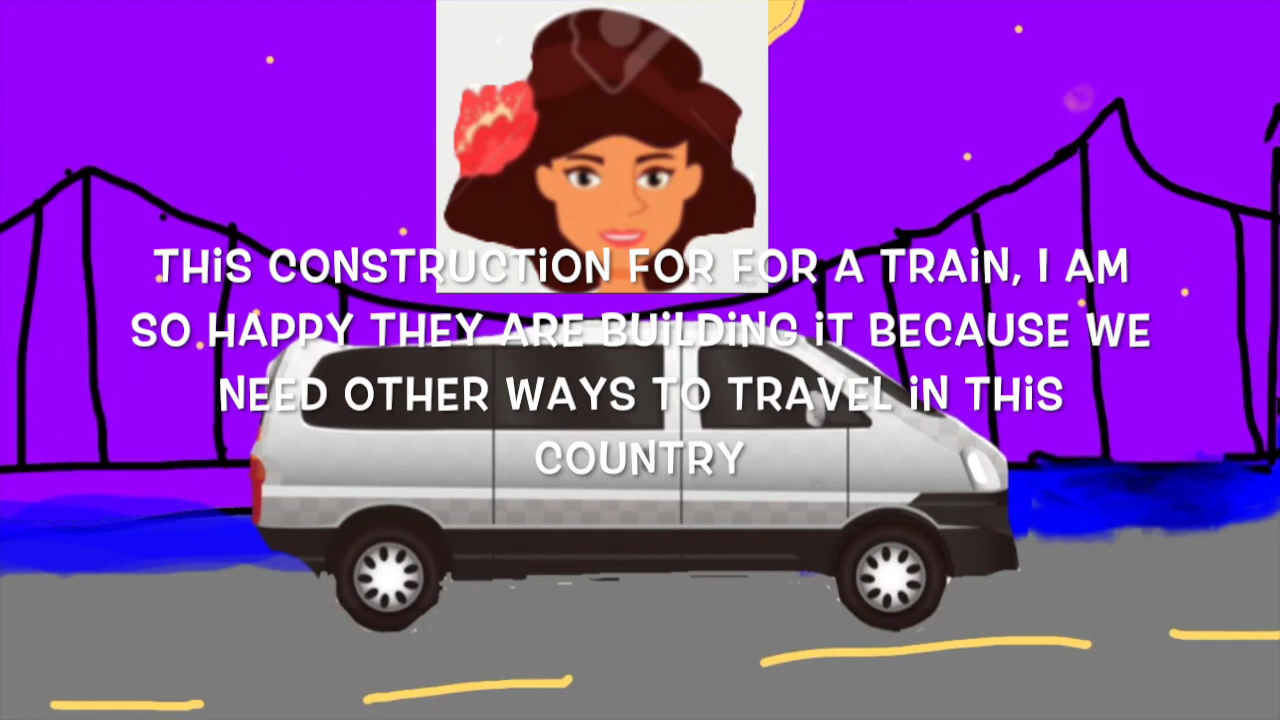 THiS CONSTRUCTiON FOR FOR A TRAiN, I AM
SO HAPPY THEY ARE BUiLDiNG iT BECAUSE WE
NEED OTHER WAYS TO TRAVEL iN THiS
COUNTRY